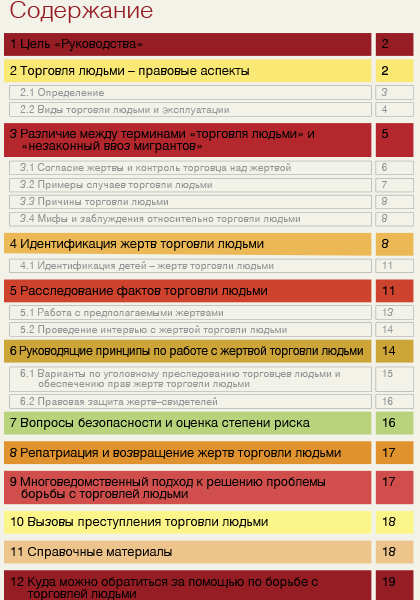 Содержание
1 Цель «Руководства» 2
2 Торговля людьми – правовые аспекты 2
2.1 Определение 3
2.2 Виды торговли людьми и эксплуатации 4
3 Различие между терминами «торговля людьми» и 5
«незаконный ввоз мигрантов»
3.1 Согласие жертвы и контроль торговца над жертвой 6
3.2 Примеры случаев торговли людьми 7
3.3 Причины торговли людьми 8
3.4 Мифы и заблуждения относительно торговли людьми 8
4 Идентификация жертв торговли людьми 8
4.1 Идентификация детей – жертв торговли людьми 11
5 Расследование фактов торговли людьми 11
5.1 Работа с предполагаемыми жертвами 13
5.2 Проведение интервью с жертвой торговли людьми 14
6 Руководящие принципы по работе с жертвой торговли людьми 14
6.1 Варианты по уголовному преследованию торговцев людьми и 15
обеспечению прав жертв торговли людьми
6.2 Правовая защита жертв–свидетелей 16
7 Вопросы безопасности и оценка степени риска 16
8 Репатриация и возвращение жертв торговли людьми 17
9 Многоведомственный подход к решению проблемы 17
борьбы с торговлей людьми
10 Вызовы преступления торговли людьми 18
11 Справочные материалы 18
12 Куда можно обратиться за помощью по борьбе с 19
торговлей людьми